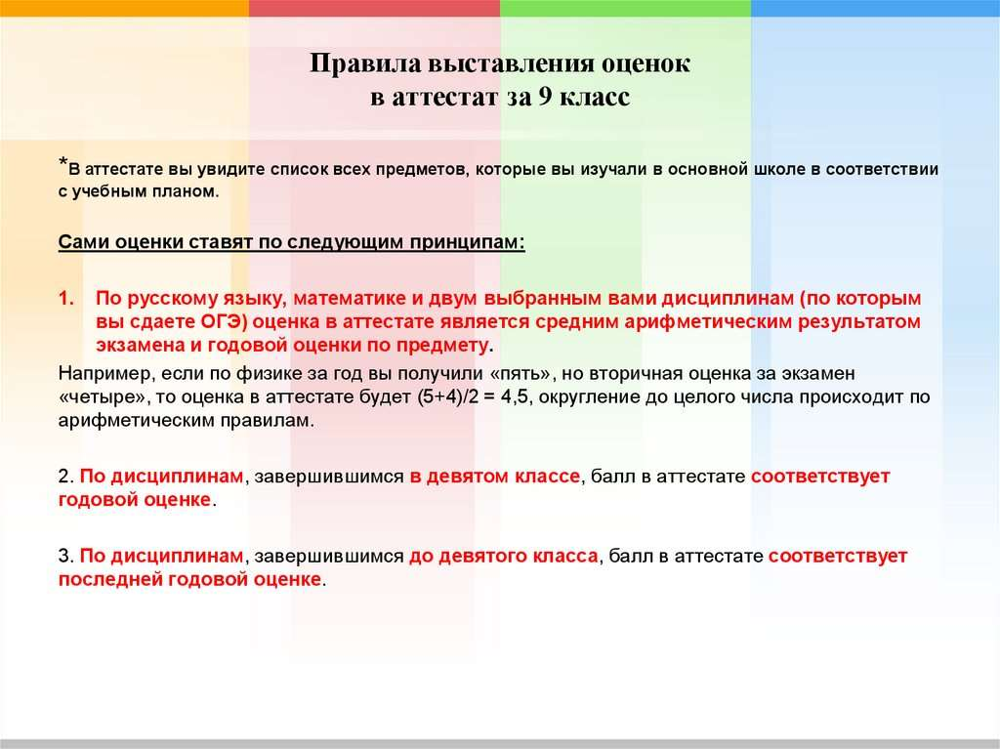 Правила выставления оценок
в аттестат за 9 класс
*В аттестате вы увидите список всех предметов, которые вы изучали в основной школе в соответствии
с учебным планом.
Сами оценки ставят по следующим принципам:
1. По русскому языку, математике и двум выбранным вами дисциплинам (по которым
вы сдаете ОГЭ) оценка в аттестате является средним арифметическим результатом
экзамена и годовой оценки по предмету.
Например, если по физике за год вы получили «пять», но вторичная оценка за экзамен
«четыре», то оценка в аттестате будет (5+4)/2 = 4,5, округление до целого числа происходит по
арифметическим правилам.
2. По дисциплинам, завершившимся в девятом классе, балл в аттестате соответствует
годовой оценке.
3. По дисциплинам, завершившимся до девятого класса, балл в аттестате соответствует
последней годовой оценке.